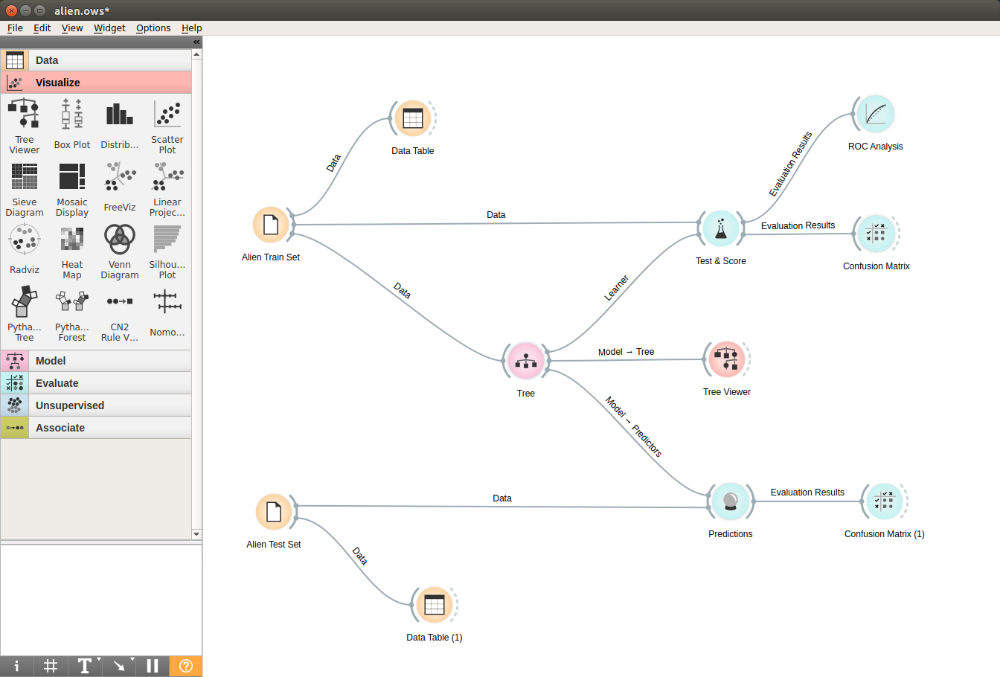 alien.ows*
File Edit View Widget Options Help
«
Data
Visualize
Tree
Viewer
Box Plot
Distrib...
Scatter
Plot
Sieve
Diagram
Mosaic
Display
FreeViz
Linear
Projec...
Radviz
Heat
Map
Venn
Diagram
Silhou...
Plot
Pytha...
Tree
Pytha...
Forest
CN2
Rule V...
Nomo...
Model
Evaluate
Unsupervised
Associate
i
T
?
Data
Data Table
Alien Train Set
Data
Data
Evaluation Results
ROC Analysis
Evaluation Results
Test & Score
Confusion Matrix
Learner
Tree
Model → Tree
Tree Viewer
Model → Predictors
Alien Test Set
Data
Predictions
Evaluation Results
Confusion Matrix (1)
Data
Data Table (1)